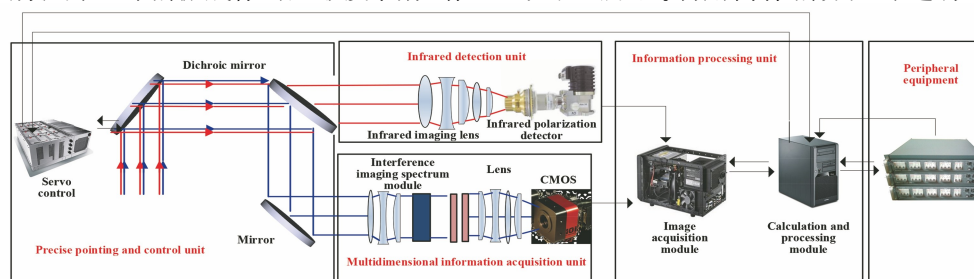 Dichroic mirror
Infrared detection unit
Information processing unit
Peripheral
equipment
Infrared imaging lens
Infrared polarization
detector
Servo
control
Interference
imaging spectrum
module
Lens
CMOS
Mirror
Image
acquisition
module
Calculation and
processing module
Precise pointing and control unit
Multidimensional information acquisition unit